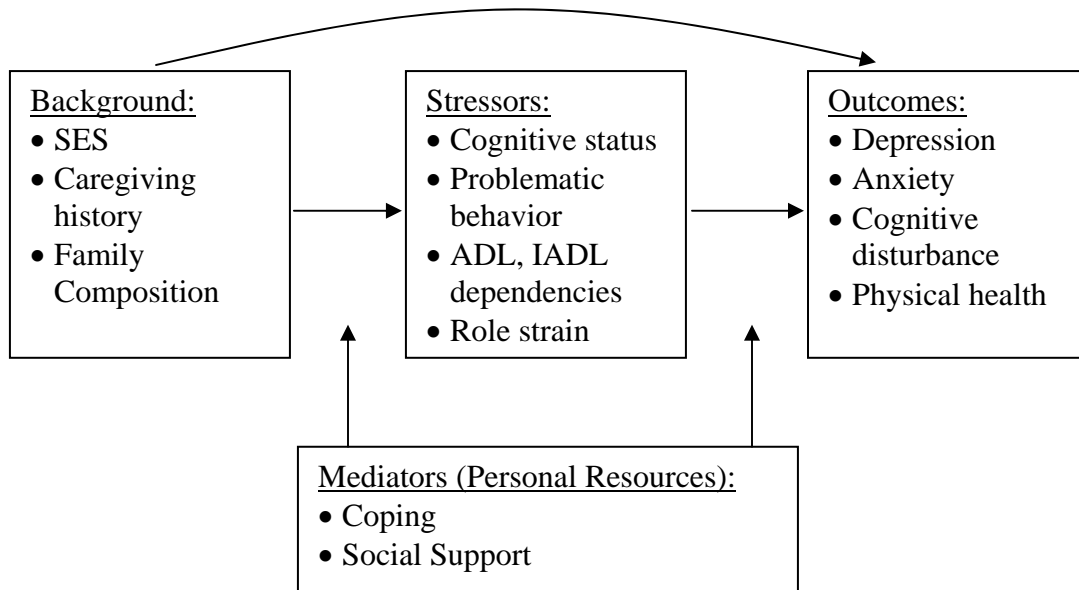 Background:
• SES
• Caregiving
history
• Family
Composition
Stressors:
• Cognitive status
• Problematic
behavior
• ADL, IADL
dependencies
• Role strain
Outcomes:
• Depression
• Anxiety
• Cognitive
disturbance
• Physical health
Mediators (Personal Resources):
• Coping
• Social Support